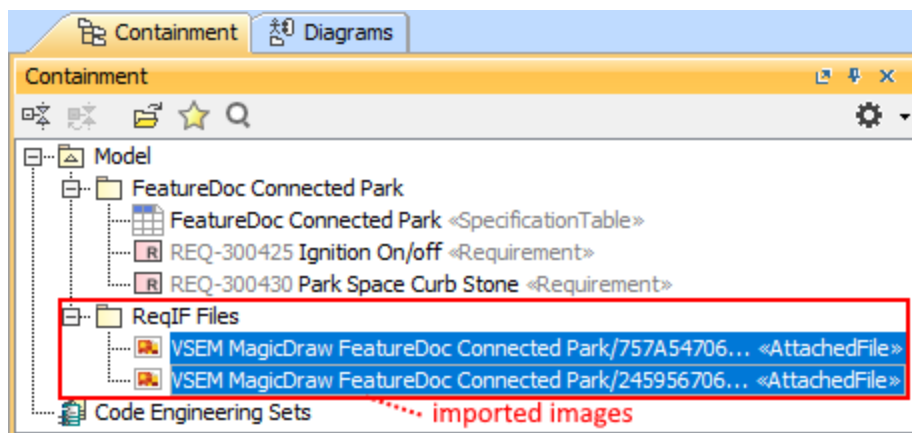 Containment Diagrams
Containment
Model
FeatureDoc Connected Park
FeatureDoc Connected Park «SpecificationTable»
R REQ-300425 Ignition On/off «Requirement»
R REQ-300430 Park Space Curb Stone «Requirement»
ReqIF Files
VSEM MagicDraw FeatureDoc Connected Park/757A54706... «AttachedFile»
VSEM MagicDraw FeatureDoc Connected Park/245956706... «AttachedFile»
Code Engineering Sets
imported images